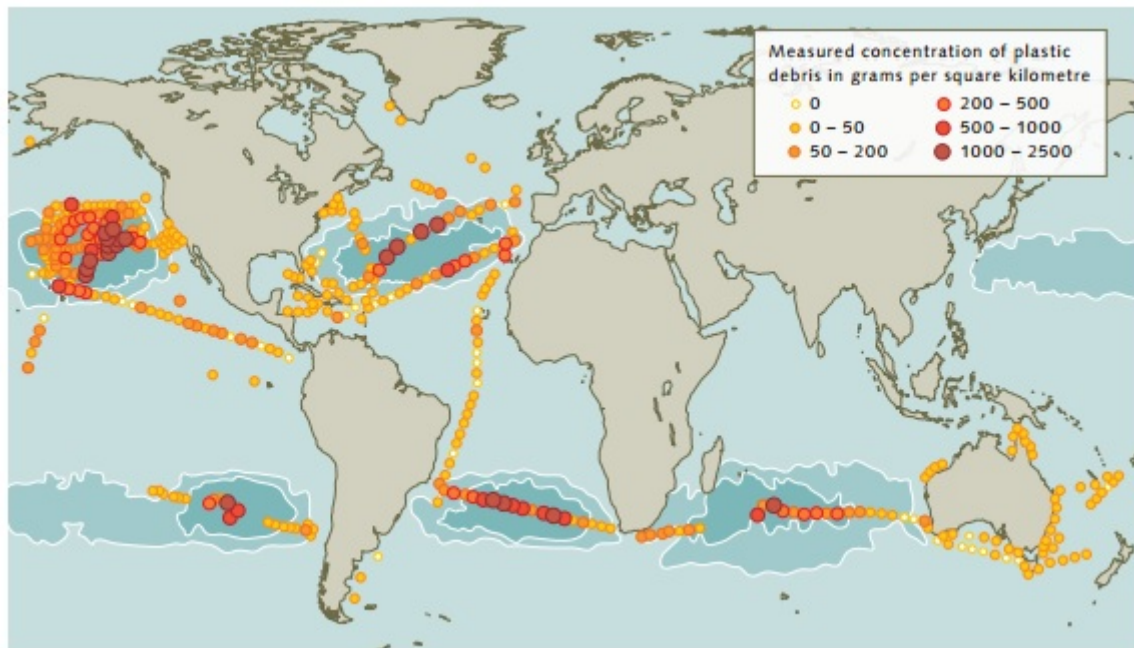 Measured concentration of plastic
debris in grams per square kilometre
0
0 – 50
50 – 200
200 – 500
500 – 1000
1000 – 2500